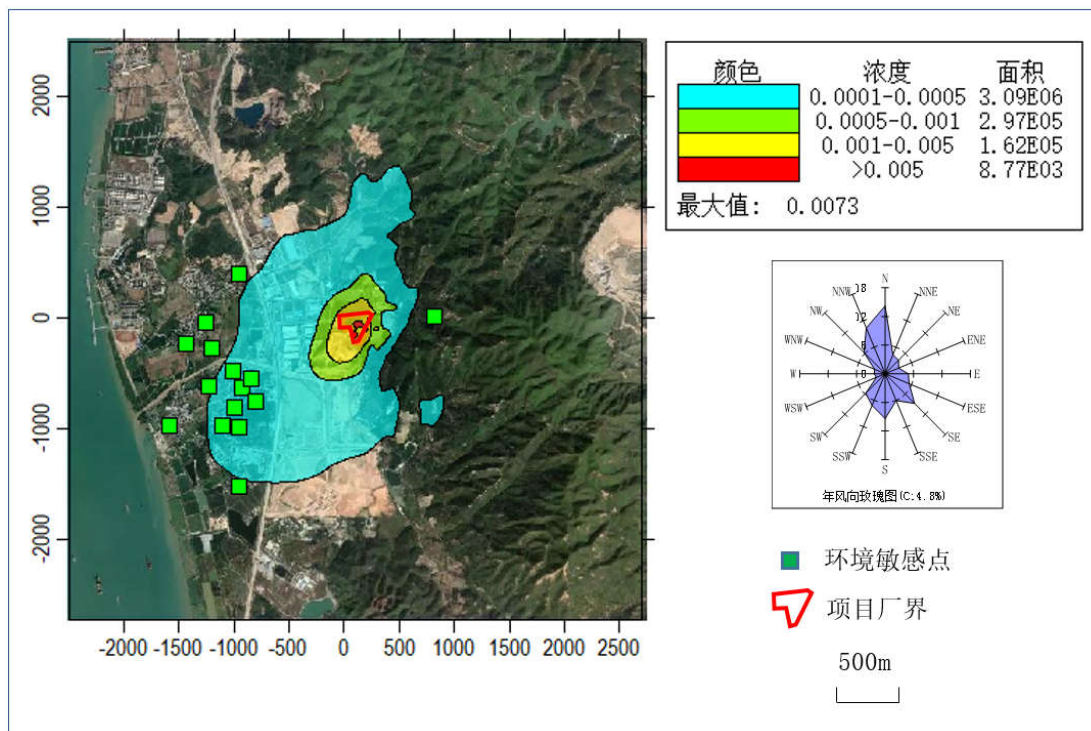 颜色 浓度 面积
0.0001-0.0005 3.09E06
0.0005-0.001 2.97E05
0.001-0.005 1.62E05
>0.005 8.77E03
最大值: 0.0073
2000
1000
0
-1000
-2000
-2000 -1500 -1000 -500 0 500 1000 1500 2000 2500
N
NNW 18 NNE
NW 12 NE
WNW 6 ENE
W 0 E
WSW ESE
SW SE
SSW SSE
S
年风向玫瑰图(C:4.8%)
环境敏感点
项目厂界
500m